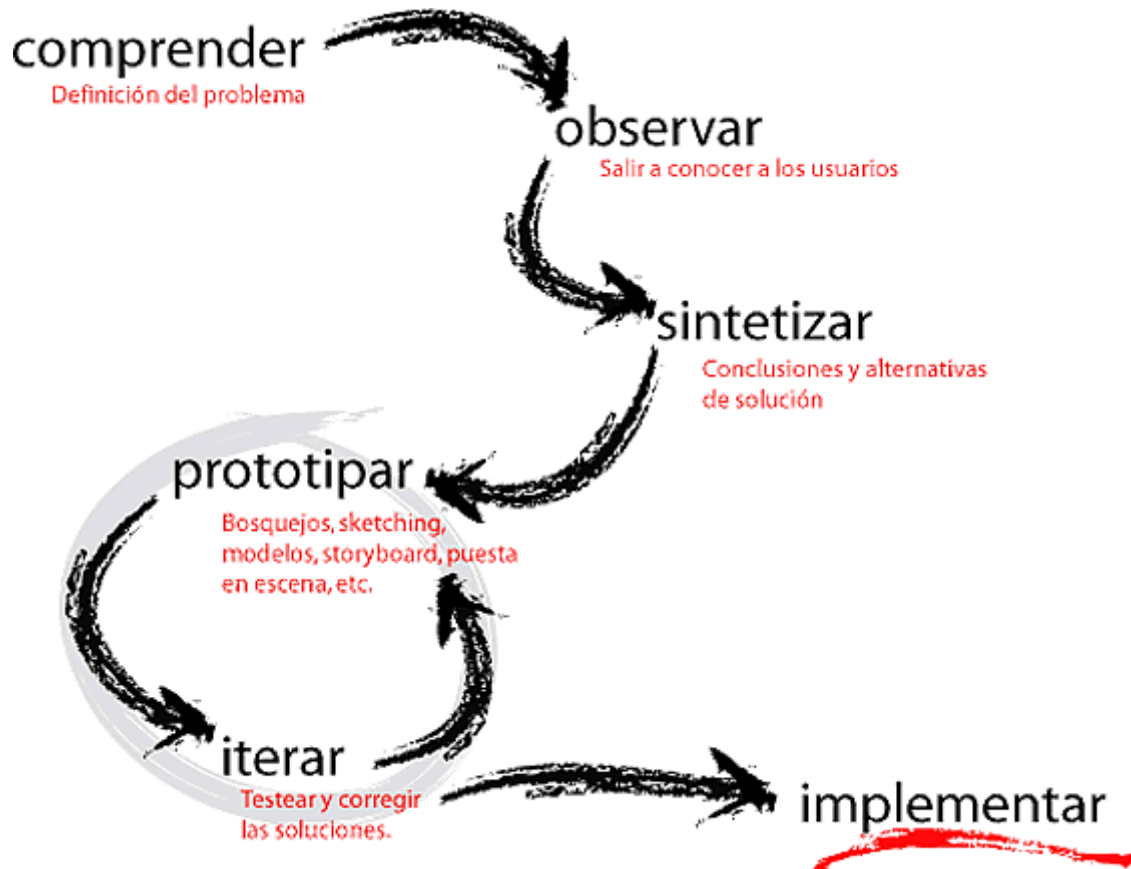 comprender
Definición del problema
observar
Salir a conocer a los usuarios
sintetizar
Conclusiones y alternativas
de solución
prototipar
Bosquejos, sketching,
modelos, storyboard, puesta
en escena, etc.
iterar
Testear y corregir
las soluciones.
implementar